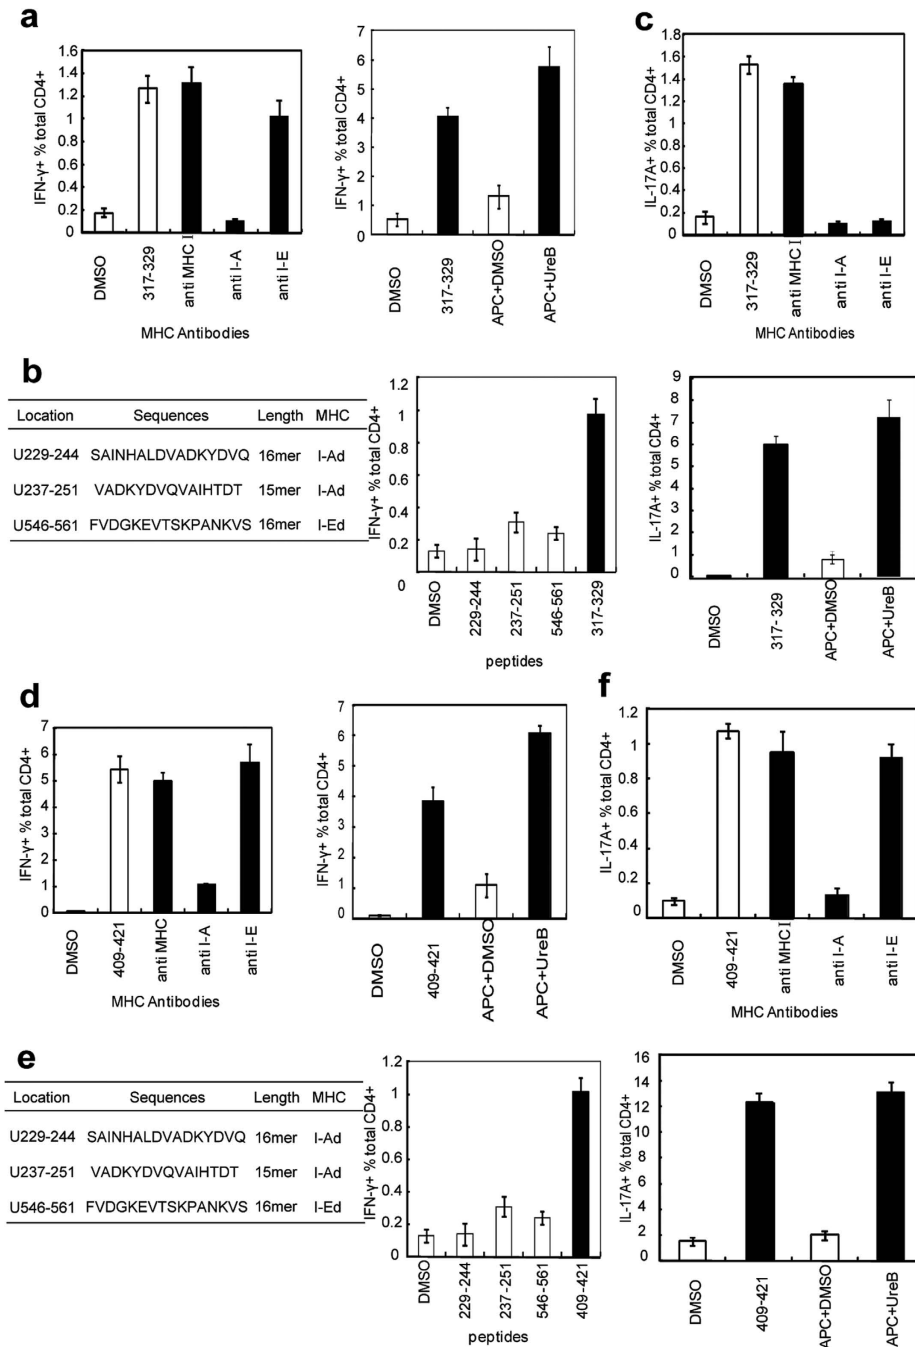 a
IFN-γ+ % total CD4+
1.6
1.4
1.2
1
0.8
0.6
0.4
0.2
0
DMSO
317-329
anti MHC I
anti I-A
anti I-E
MHC Antibodies
IFN-γ+ % total CD4+
7
6
5
4
3
2
1
0
DMSO
317-329
APC+DMSO
APC+UreB
c
IL-17A+ % total CD4+
1.6
1.4
1.2
1
0.8
0.6
0.4
0.2
0
DMSO
317-329
anti MHC I
anti I-A
anti I-E
MHC Antibodies
b
Location Sequences Length MHC
U229-244 SAINHALDVADKYDVQ 16mer I-Ad
U237-251 VADKYDVQVAIHTDT 15mer I-Ad
U546-561 FVDGKEVTSKPANKVS 16mer I-Ed
IFN-γ+ % total CD4+
1.2
1
0.8
0.6
0.4
0.2
0
DMSO
229-244
237-251
546-561
317-329
peptides
IL-17A+ % total CD4+
9
8
7
6
5
4
3
2
1
0
DMSO
317-329
APC+DMSO
APC+UreB
d
IFN-γ+ % total CD4+
7
6
5
4
3
2
1
0
DMSO
409-421
anti MHC
anti I-A
anti I-E
MHC Antibodies
IFN-γ+ % total CD4+
7
6
5
4
3
2
1
0
DMSO
409-421
APC+DMSO
APC+UreB
f
IL-17A+ % total CD4+
1.2
1
0.8
0.6
0.4
0.2
0
DMSO
409-421
anti MHC I
anti I-A
anti I-E
MHC Antibodies
e
Location Sequences Length MHC
U229-244 SAINHALDVADKYDVQ 16mer I-Ad
U237-251 VADKYDVQVAIHTDT 15mer I-Ad
U546-561 FVDGKEVTSKPANKVS 16mer I-Ed
IFN-γ+ % total CD4+
1.2
1
0.8
0.6
0.4
0.2
0
DMSO
229-244
237-251
546-561
409-421
peptides
IL-17A+ % total CD4+
16
14
12
10
8
6
4
2
0
DMSO
409-421
APC+DMSO
APC+UreB